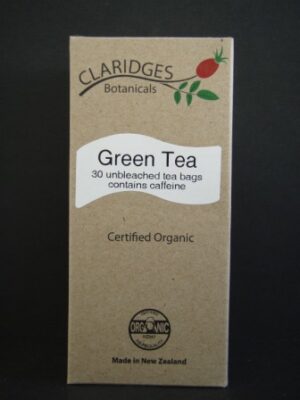 CLARIDGES
Botanicals
Green Tea
30 unbleached tea bags
contains caffeine
Certified Organic
ORGANIC
Made in New Zealand